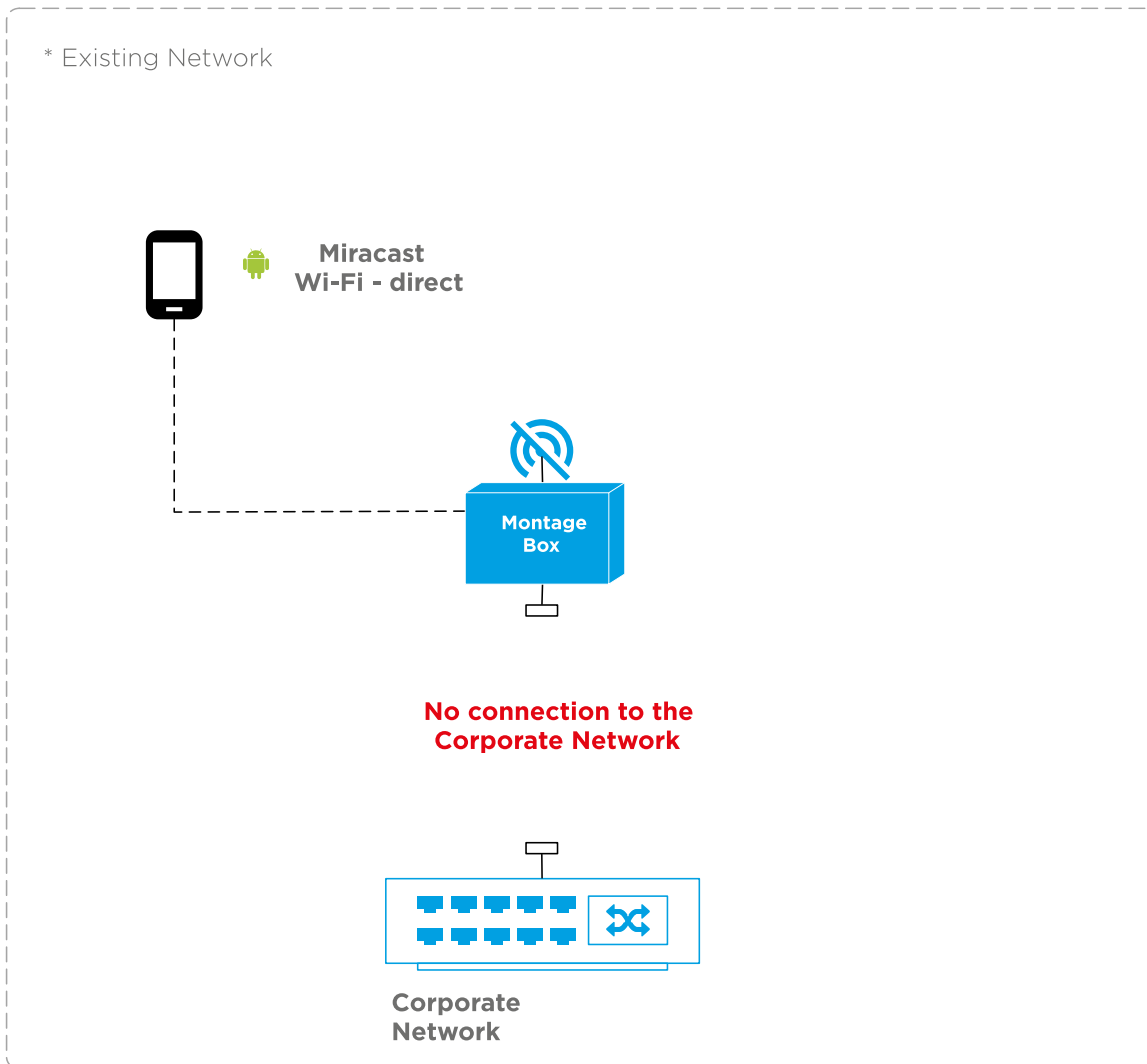 * Existing Network
Miracast
Wi-Fi - direct
Montage
Box
No connection to the
Corporate Network
Corporate
Network